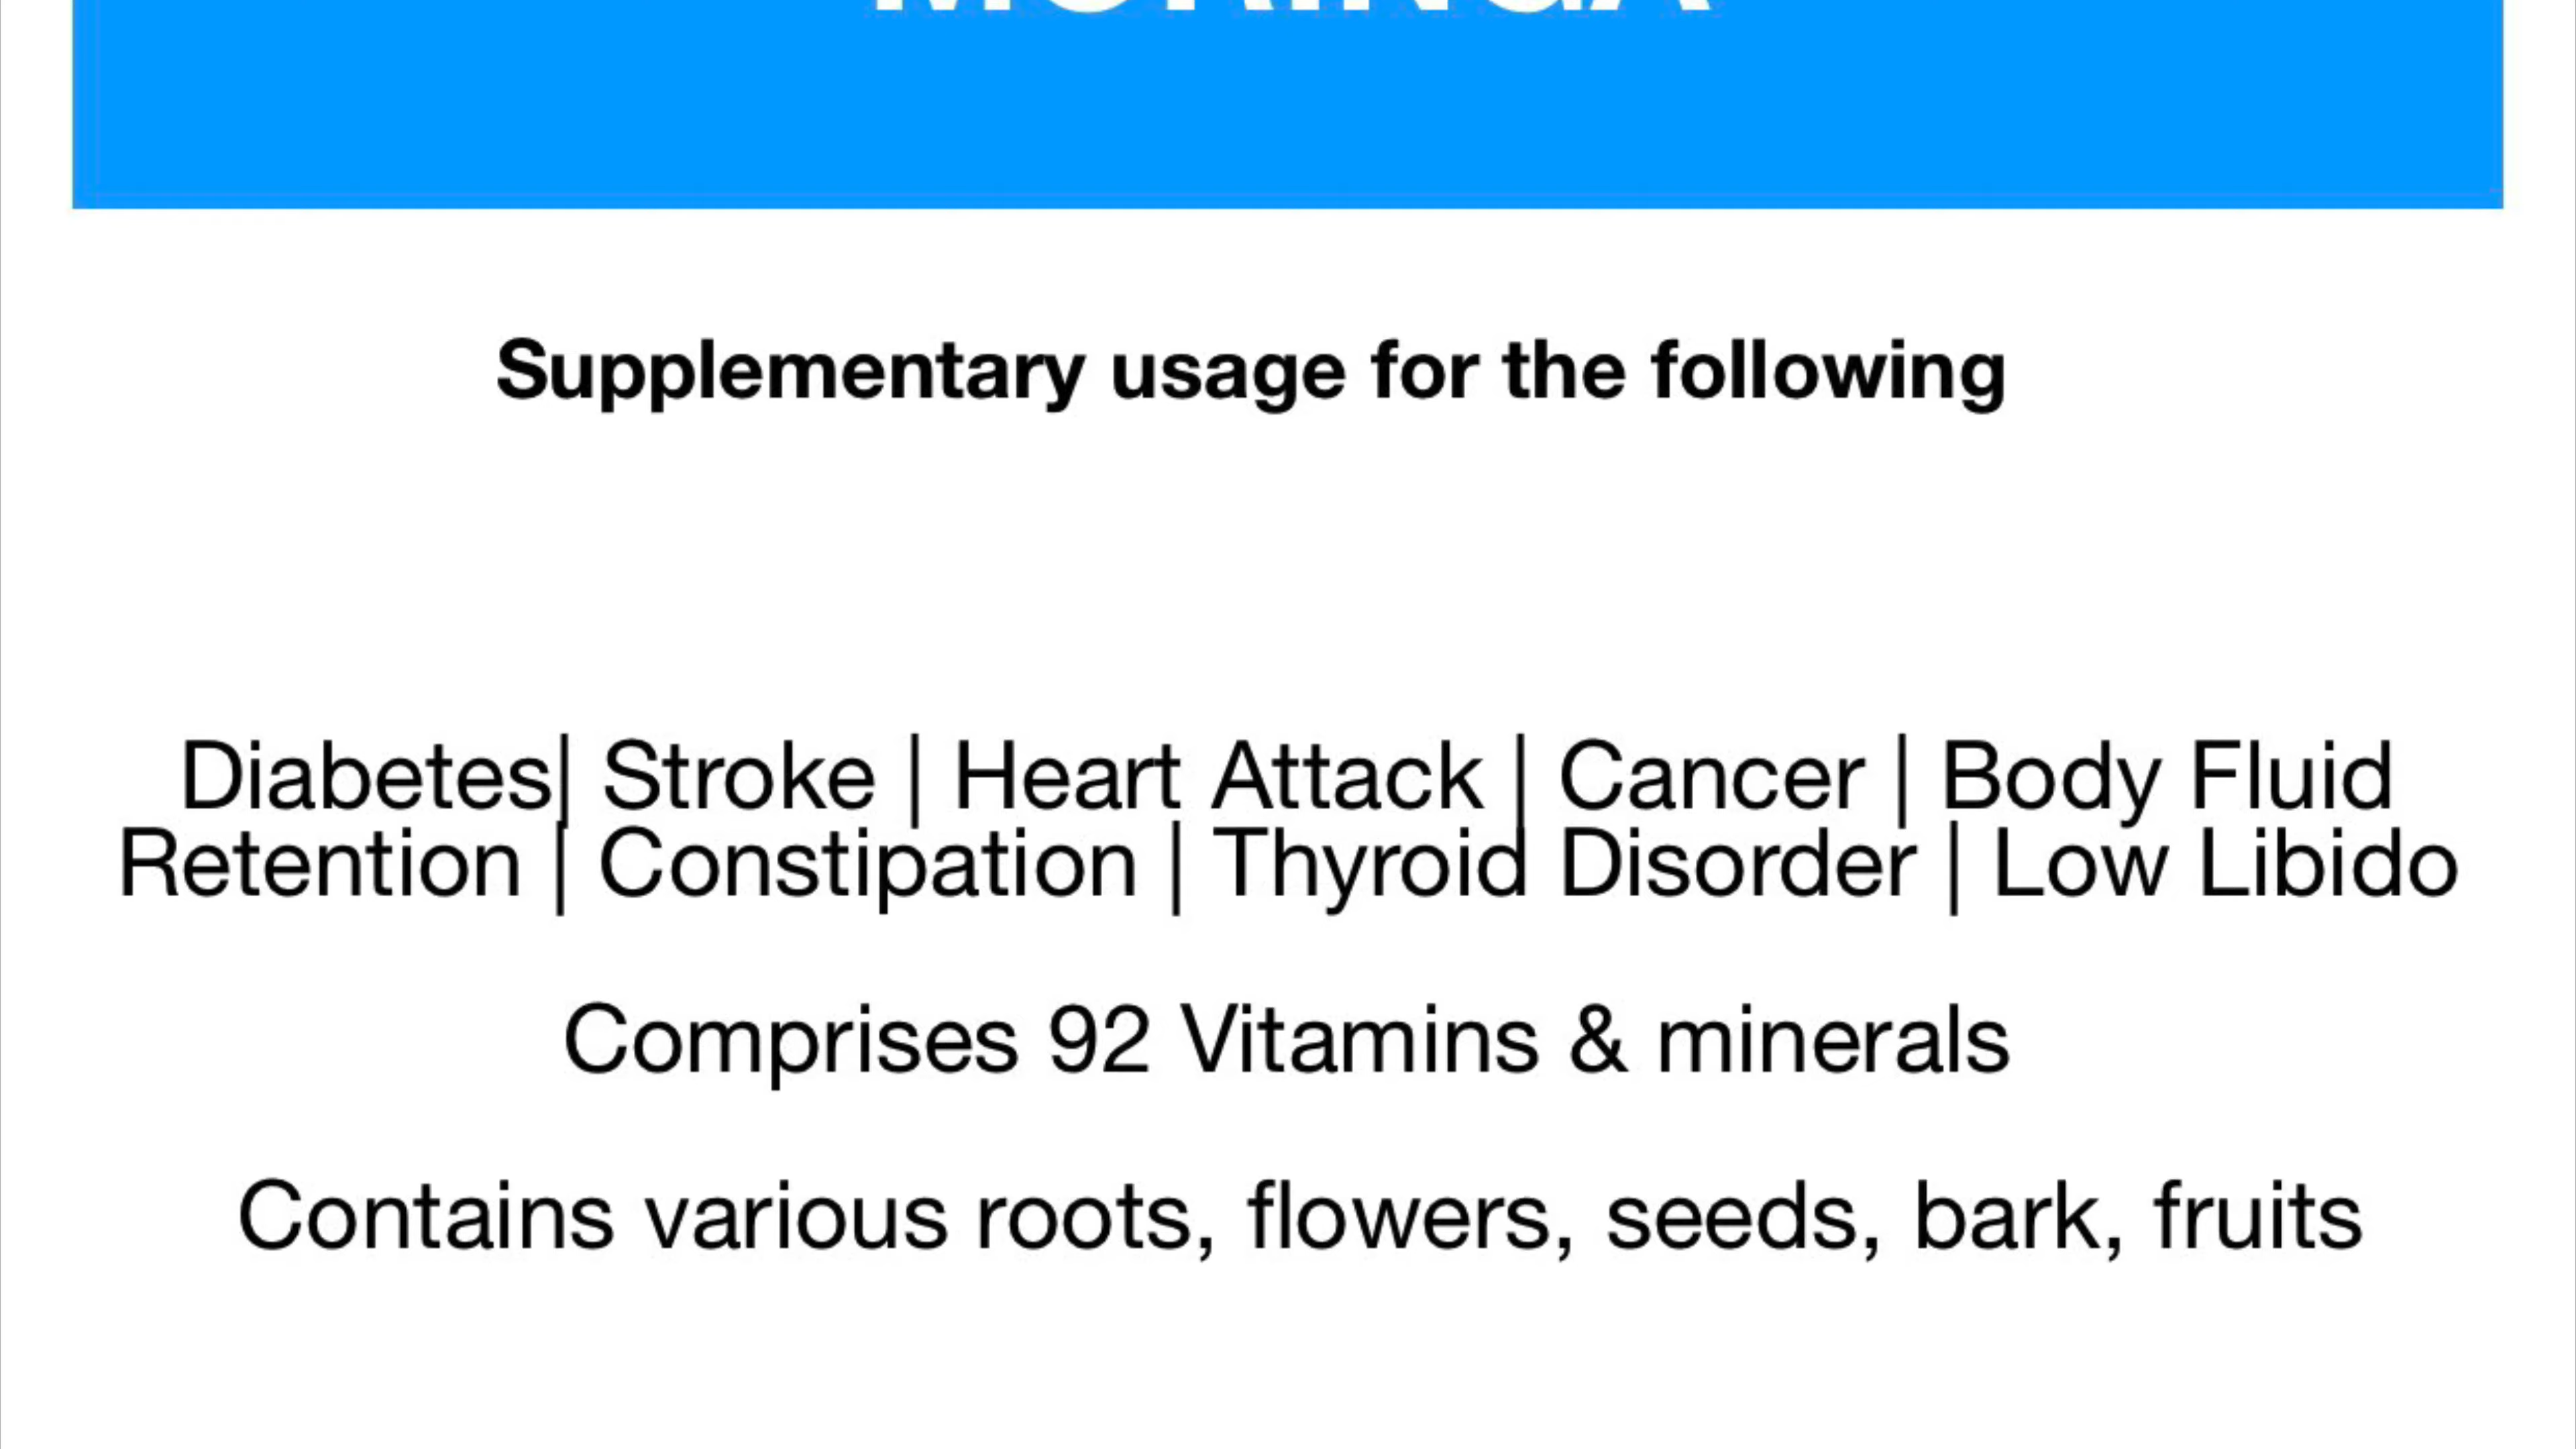 MORINGA
Supplementary usage for the following
Diabetes| Stroke | Heart Attack | Cancer | Body Fluid
Retention | Constipation | Thyroid Disorder | Low Libido
Comprises 92 Vitamins & minerals
Contains various roots, flowers, seeds, bark, fruits